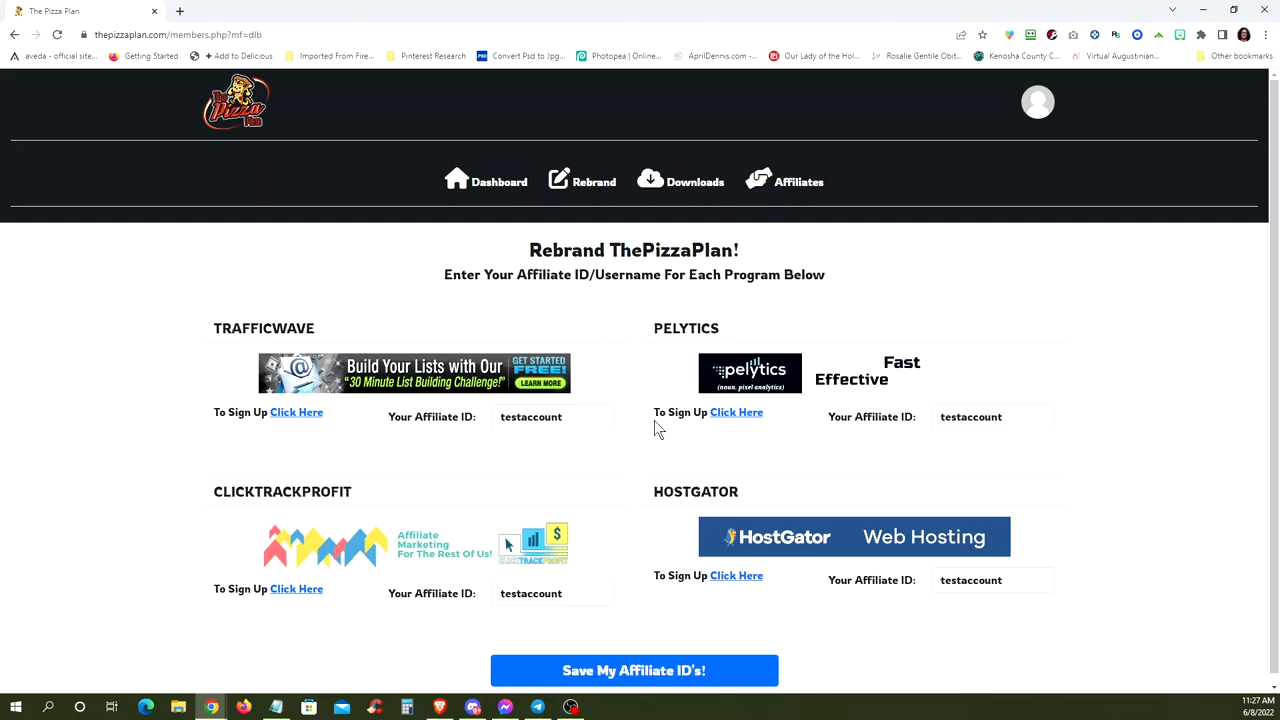 The Pizza Plan
thepizzaplan.com/members.php?mf=dlb
aveda - official site...
Getting Started
+ Add to Delicious
Imported From Fire...
Pinterest Research
Convert Psd to Jpg...
Photopea | Online...
AprilDennis.com -...
Our Lady of the Hol...
Rosalie Gentile Obit...
Kenosha County C...
Virtual Augustinian...
Other bookmarks
The Pizza Plan
Dashboard
Rebrand
Downloads
Affiliates
Rebrand ThePizzaPlan!
Enter Your Affiliate ID/Username For Each Program Below
TRAFFICWAVE
Build Your Lists with Our
"30 Minute List Building Challenge!"
GET STARTED
FREE!
LEARN MORE
To Sign Up Click Here
Your Affiliate ID: testaccount
PELYTICS
pelytics
(noun. pixel analytics)
Fast
Effective
To Sign Up Click Here
Your Affiliate ID: testaccount
CLICKTRACKPROFIT
Affiliate
Marketing
For The Rest Of Us!
CLICKTRACKPROFIT
To Sign Up Click Here
Your Affiliate ID: testaccount
HOSTGATOR
HostGator Web Hosting
To Sign Up Click Here
Your Affiliate ID: testaccount
Save My Affiliate ID's!
11:27 AM
6/8/2022